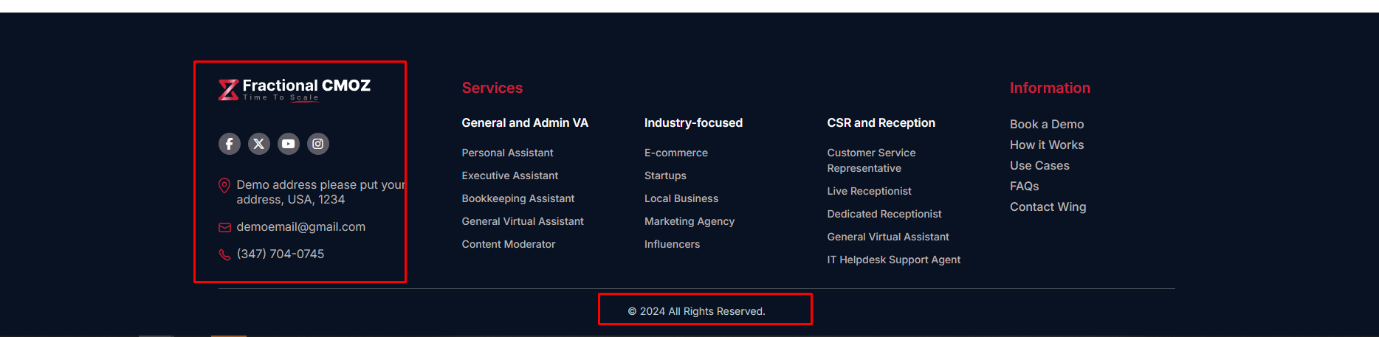 Fractional CMOZ
Time To Scale
Demo address please put your
address, USA, 1234
demoemail@gmail.com
(347) 704-0745
Services
General and Admin VA
Personal Assistant
Executive Assistant
Bookkeeping Assistant
General Virtual Assistant
Content Moderator
Industry-focused
E-commerce
Startups
Local Business
Marketing Agency
Influencers
CSR and Reception
Customer Service
Representative
Live Receptionist
Dedicated Receptionist
General Virtual Assistant
IT Helpdesk Support Agent
Information
Book a Demo
How it Works
Use Cases
FAQs
Contact Wing
© 2024 All Rights Reserved.